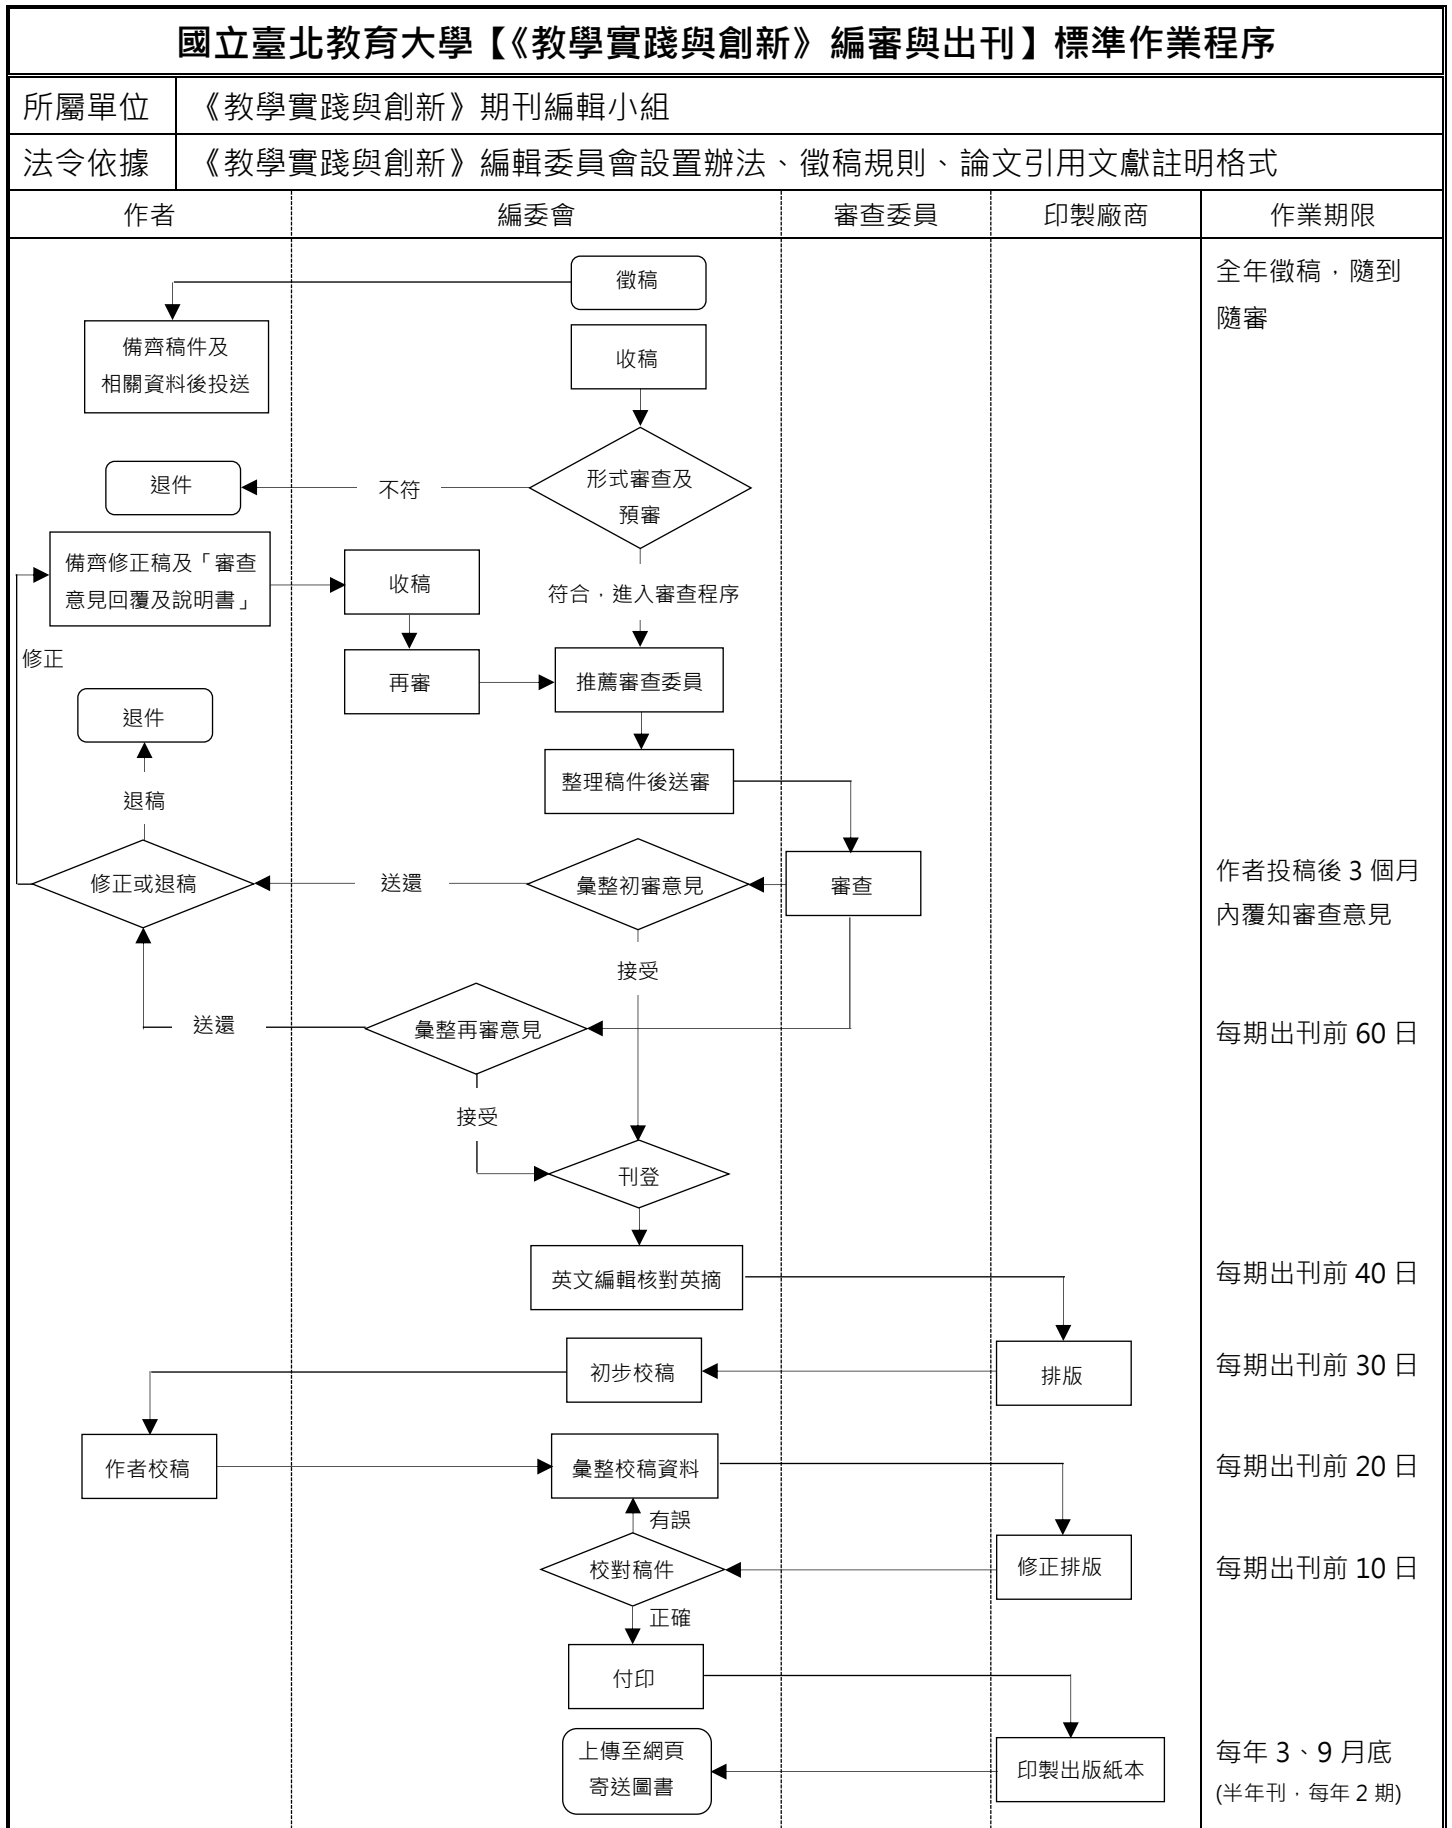 國立臺北教育大學【《教學實踐與創新》編審與出刊】標準作業程序
所屬單位
《教學實踐與創新》期刊編輯小組
法令依據
《教學實踐與創新》編輯委員會設置辦法、徵稿規則、論文引用文獻註明格式
作者
編委會
審查委員
印製廠商
作業期限
徵稿
全年徵稿，隨到
隨審
備齊稿件及
相關資料後投送
收稿
形式審查及
預審
不符
退件
符合，進入審查程序
備齊修正稿及「審查
意見回覆及說明書」
收稿
修正
再審
推薦審查委員
退件
整理稿件後送審
退稿
修正或退稿
送還
彙整初審意見
審查
作者投稿後 3 個月
內覆知審查意見
接受
送還
彙整再審意見
每期出刊前 60 日
接受
刊登
英文編輯核對英摘
每期出刊前 40 日
初步校稿
排版
每期出刊前 30 日
作者校稿
彙整校稿資料
每期出刊前 20 日
有誤
校對稿件
修正排版
每期出刊前 10 日
正確
付印
上傳至網頁
寄送圖書
印製出版紙本
每年 3、9 月底
(半年刊，每年 2 期)